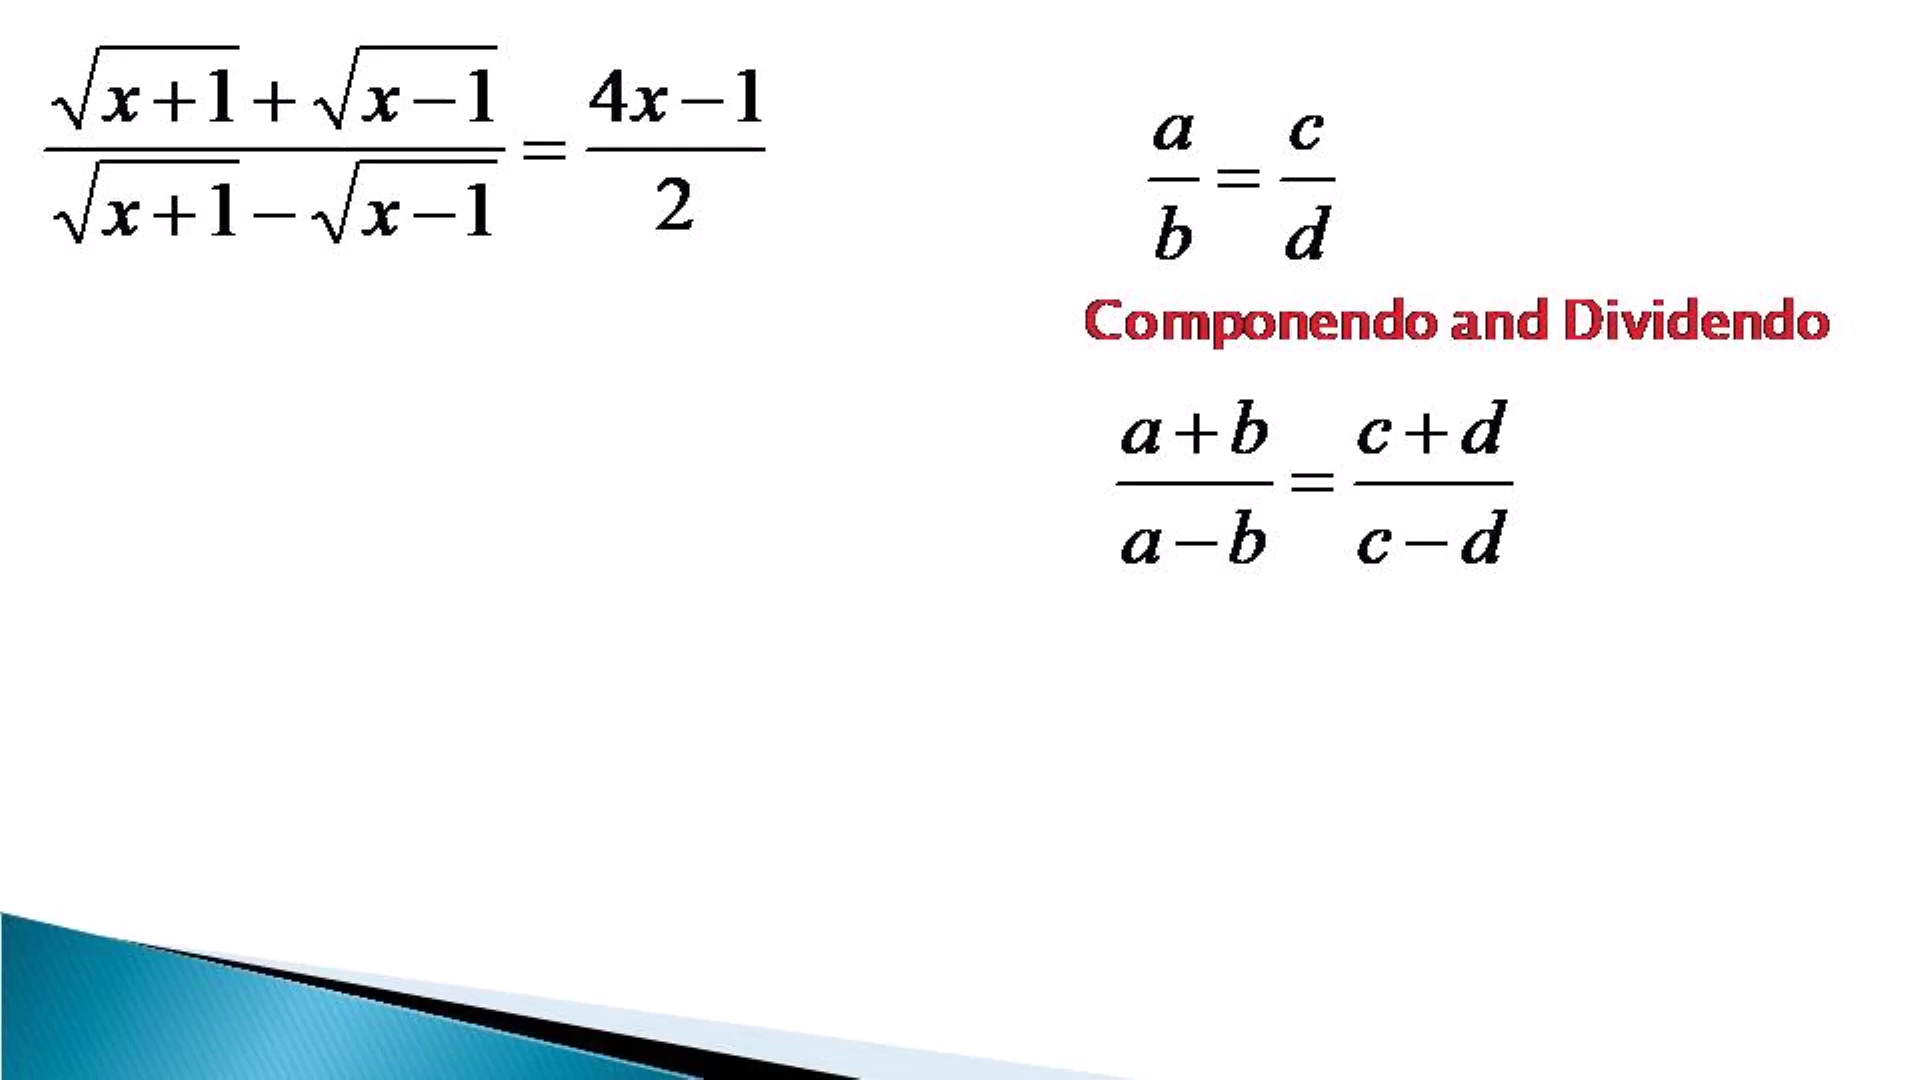 (√(x+1) + √(x−1)) / (√(x+1) − √(x−1)) = (4x−1) / 2
a/b = c/d
Componendo and Dividendo
(a+b)/(a−b) = (c+d)/(c−d)